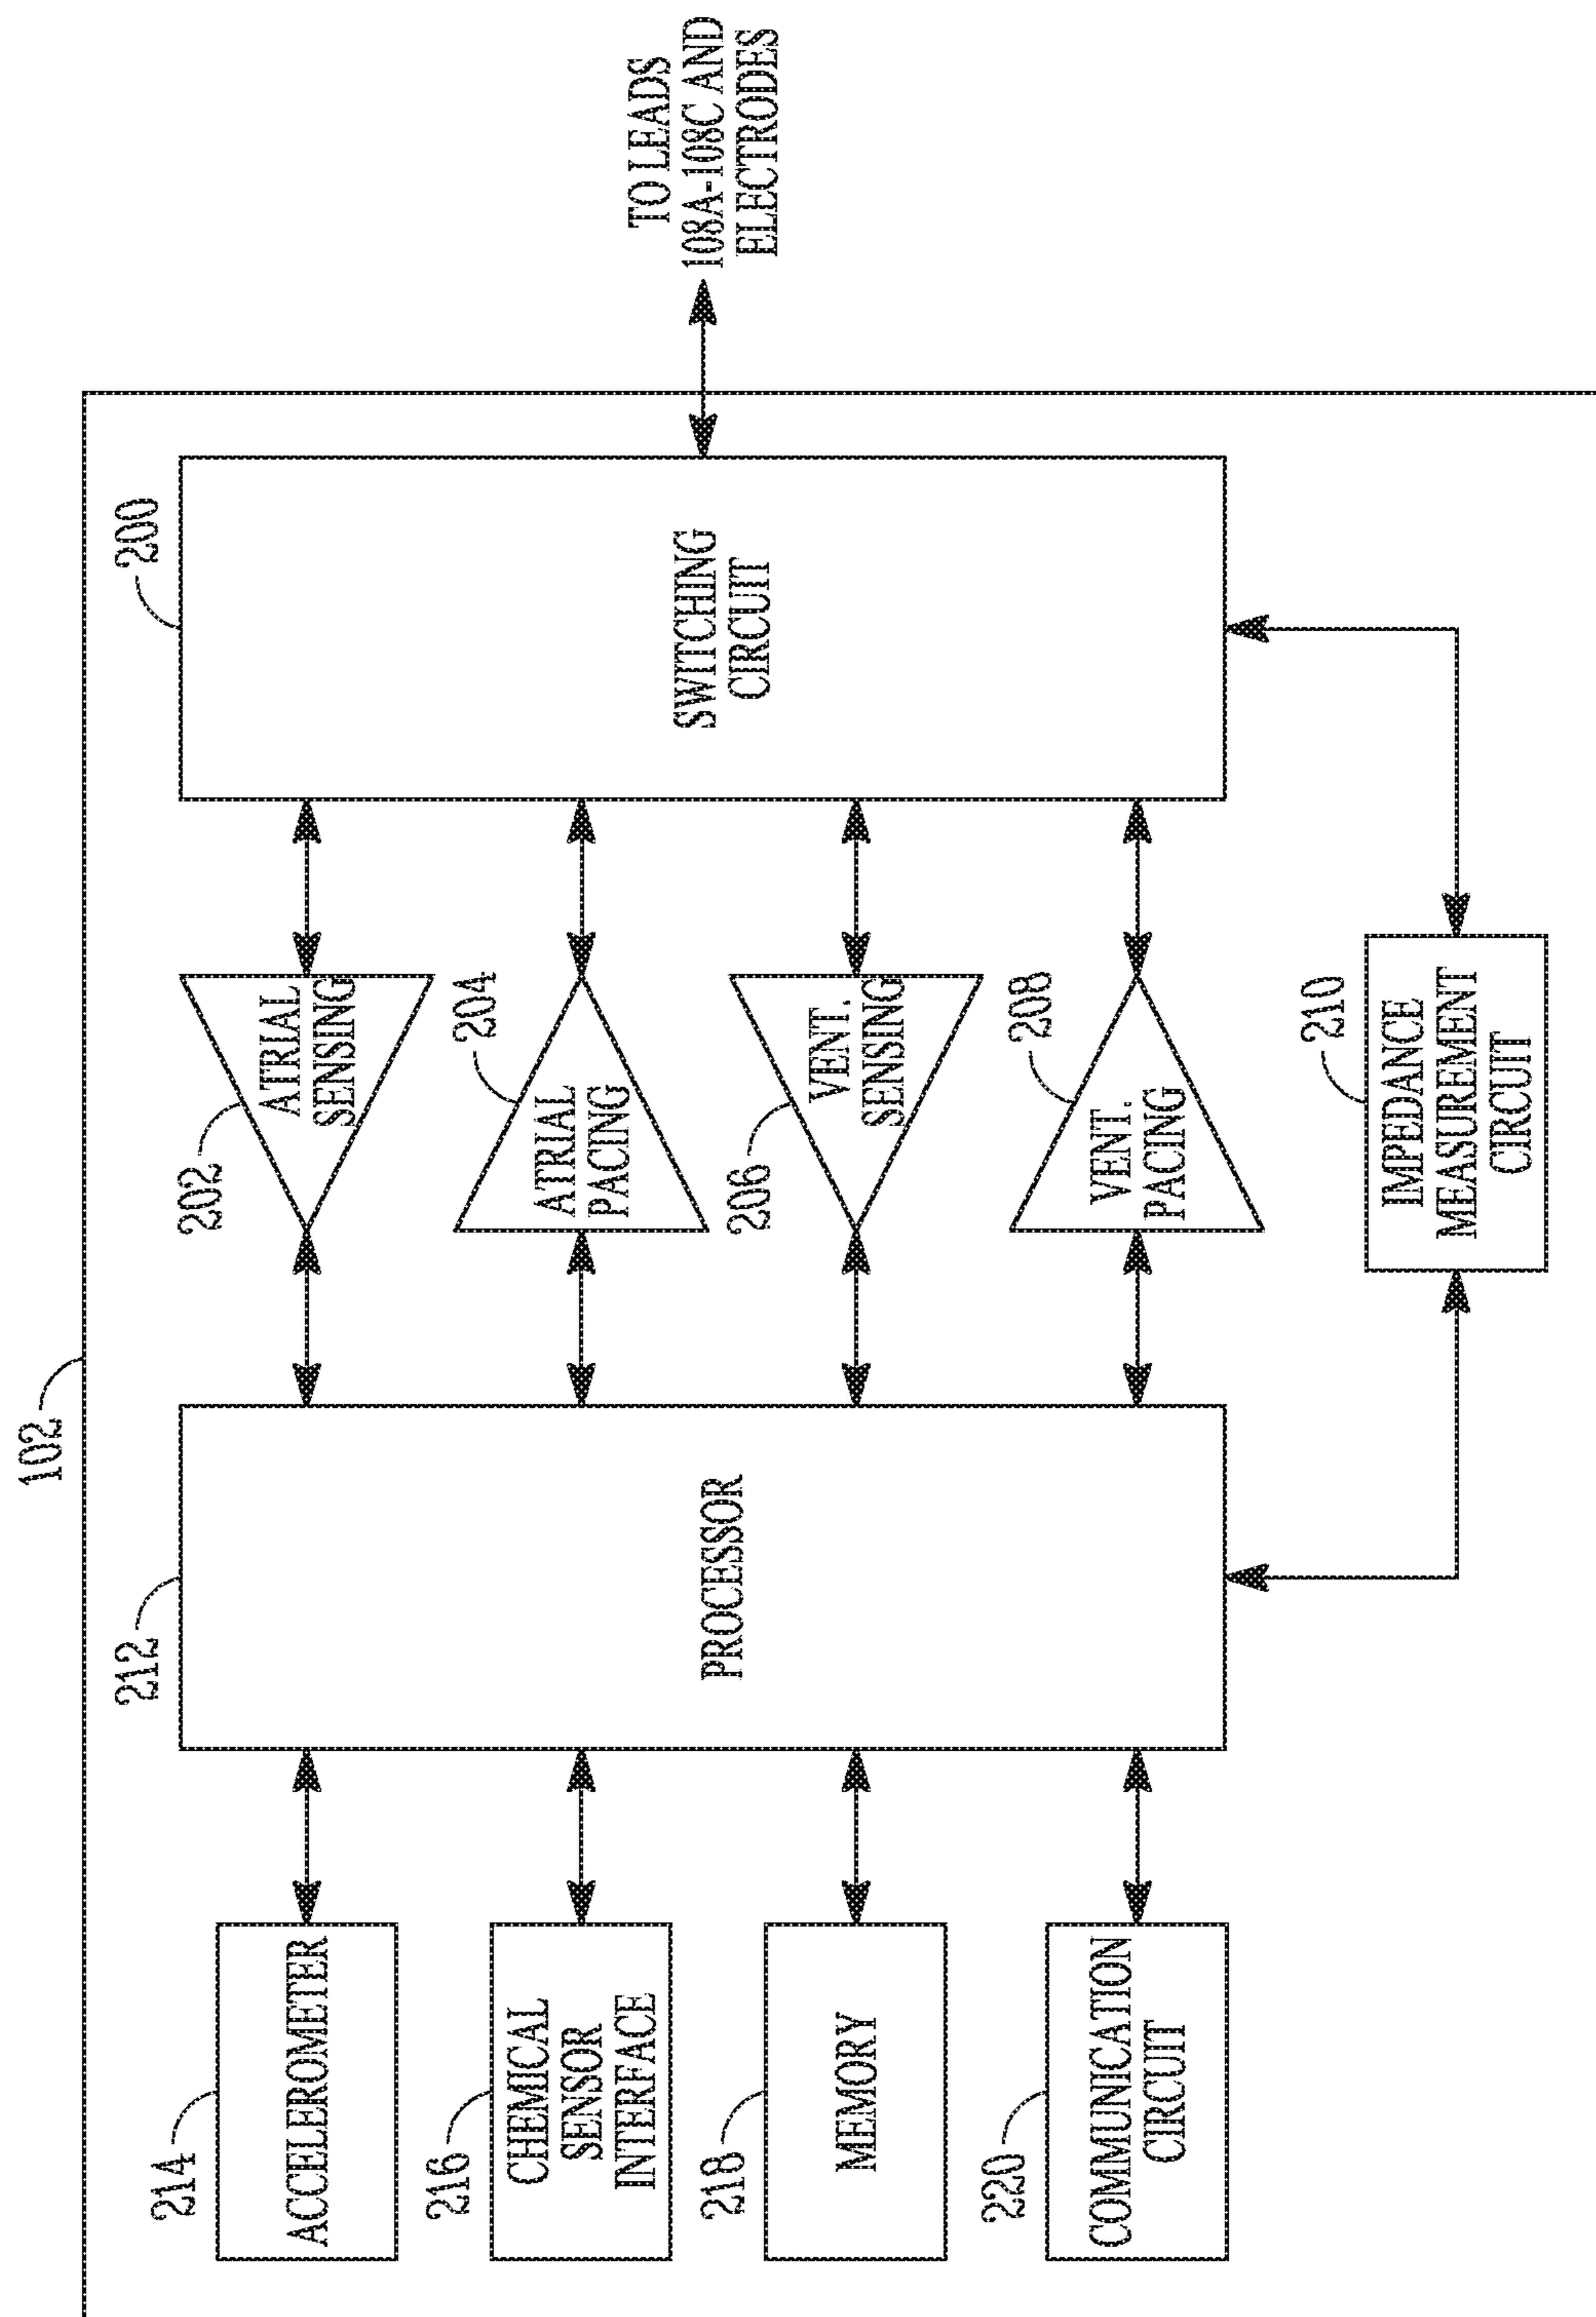 102
214
ACCELEROMETER
216
CHEMICAL
SENSOR
INTERFACE
218
MEMORY
220
COMMUNICATION
CIRCUIT
212
PROCESSOR
202
ATRIAL
SENSING
204
ATRIAL
PACING
206
VENT.
SENSING
208
VENT.
PACING
210
IMPEDANCE
MEASUREMENT
CIRCUIT
200
SWITCHING
CIRCUIT
TO LEADS
108A-108C AND
ELECTRODES